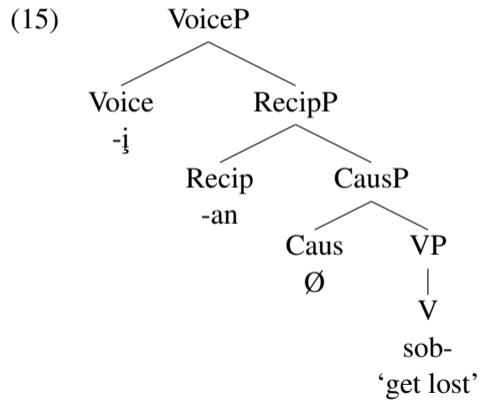 (15) VoiceP
Voice RecipP
-i̧
Recip CausP
-an
Caus VP
Ø
V
sob-
‘get lost’